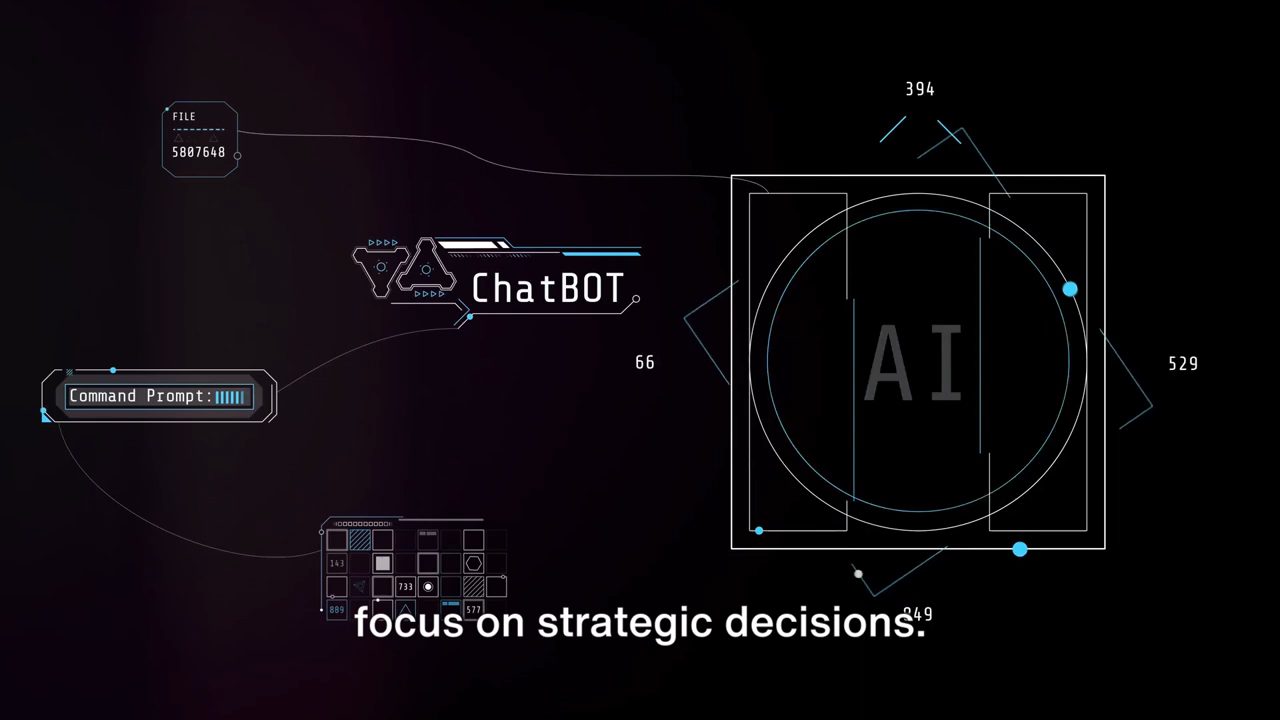 394
FILE
5807648
ChatBOT
AI
66
529
Command Prompt:
143
733
889
577
focus on strategic decisions.